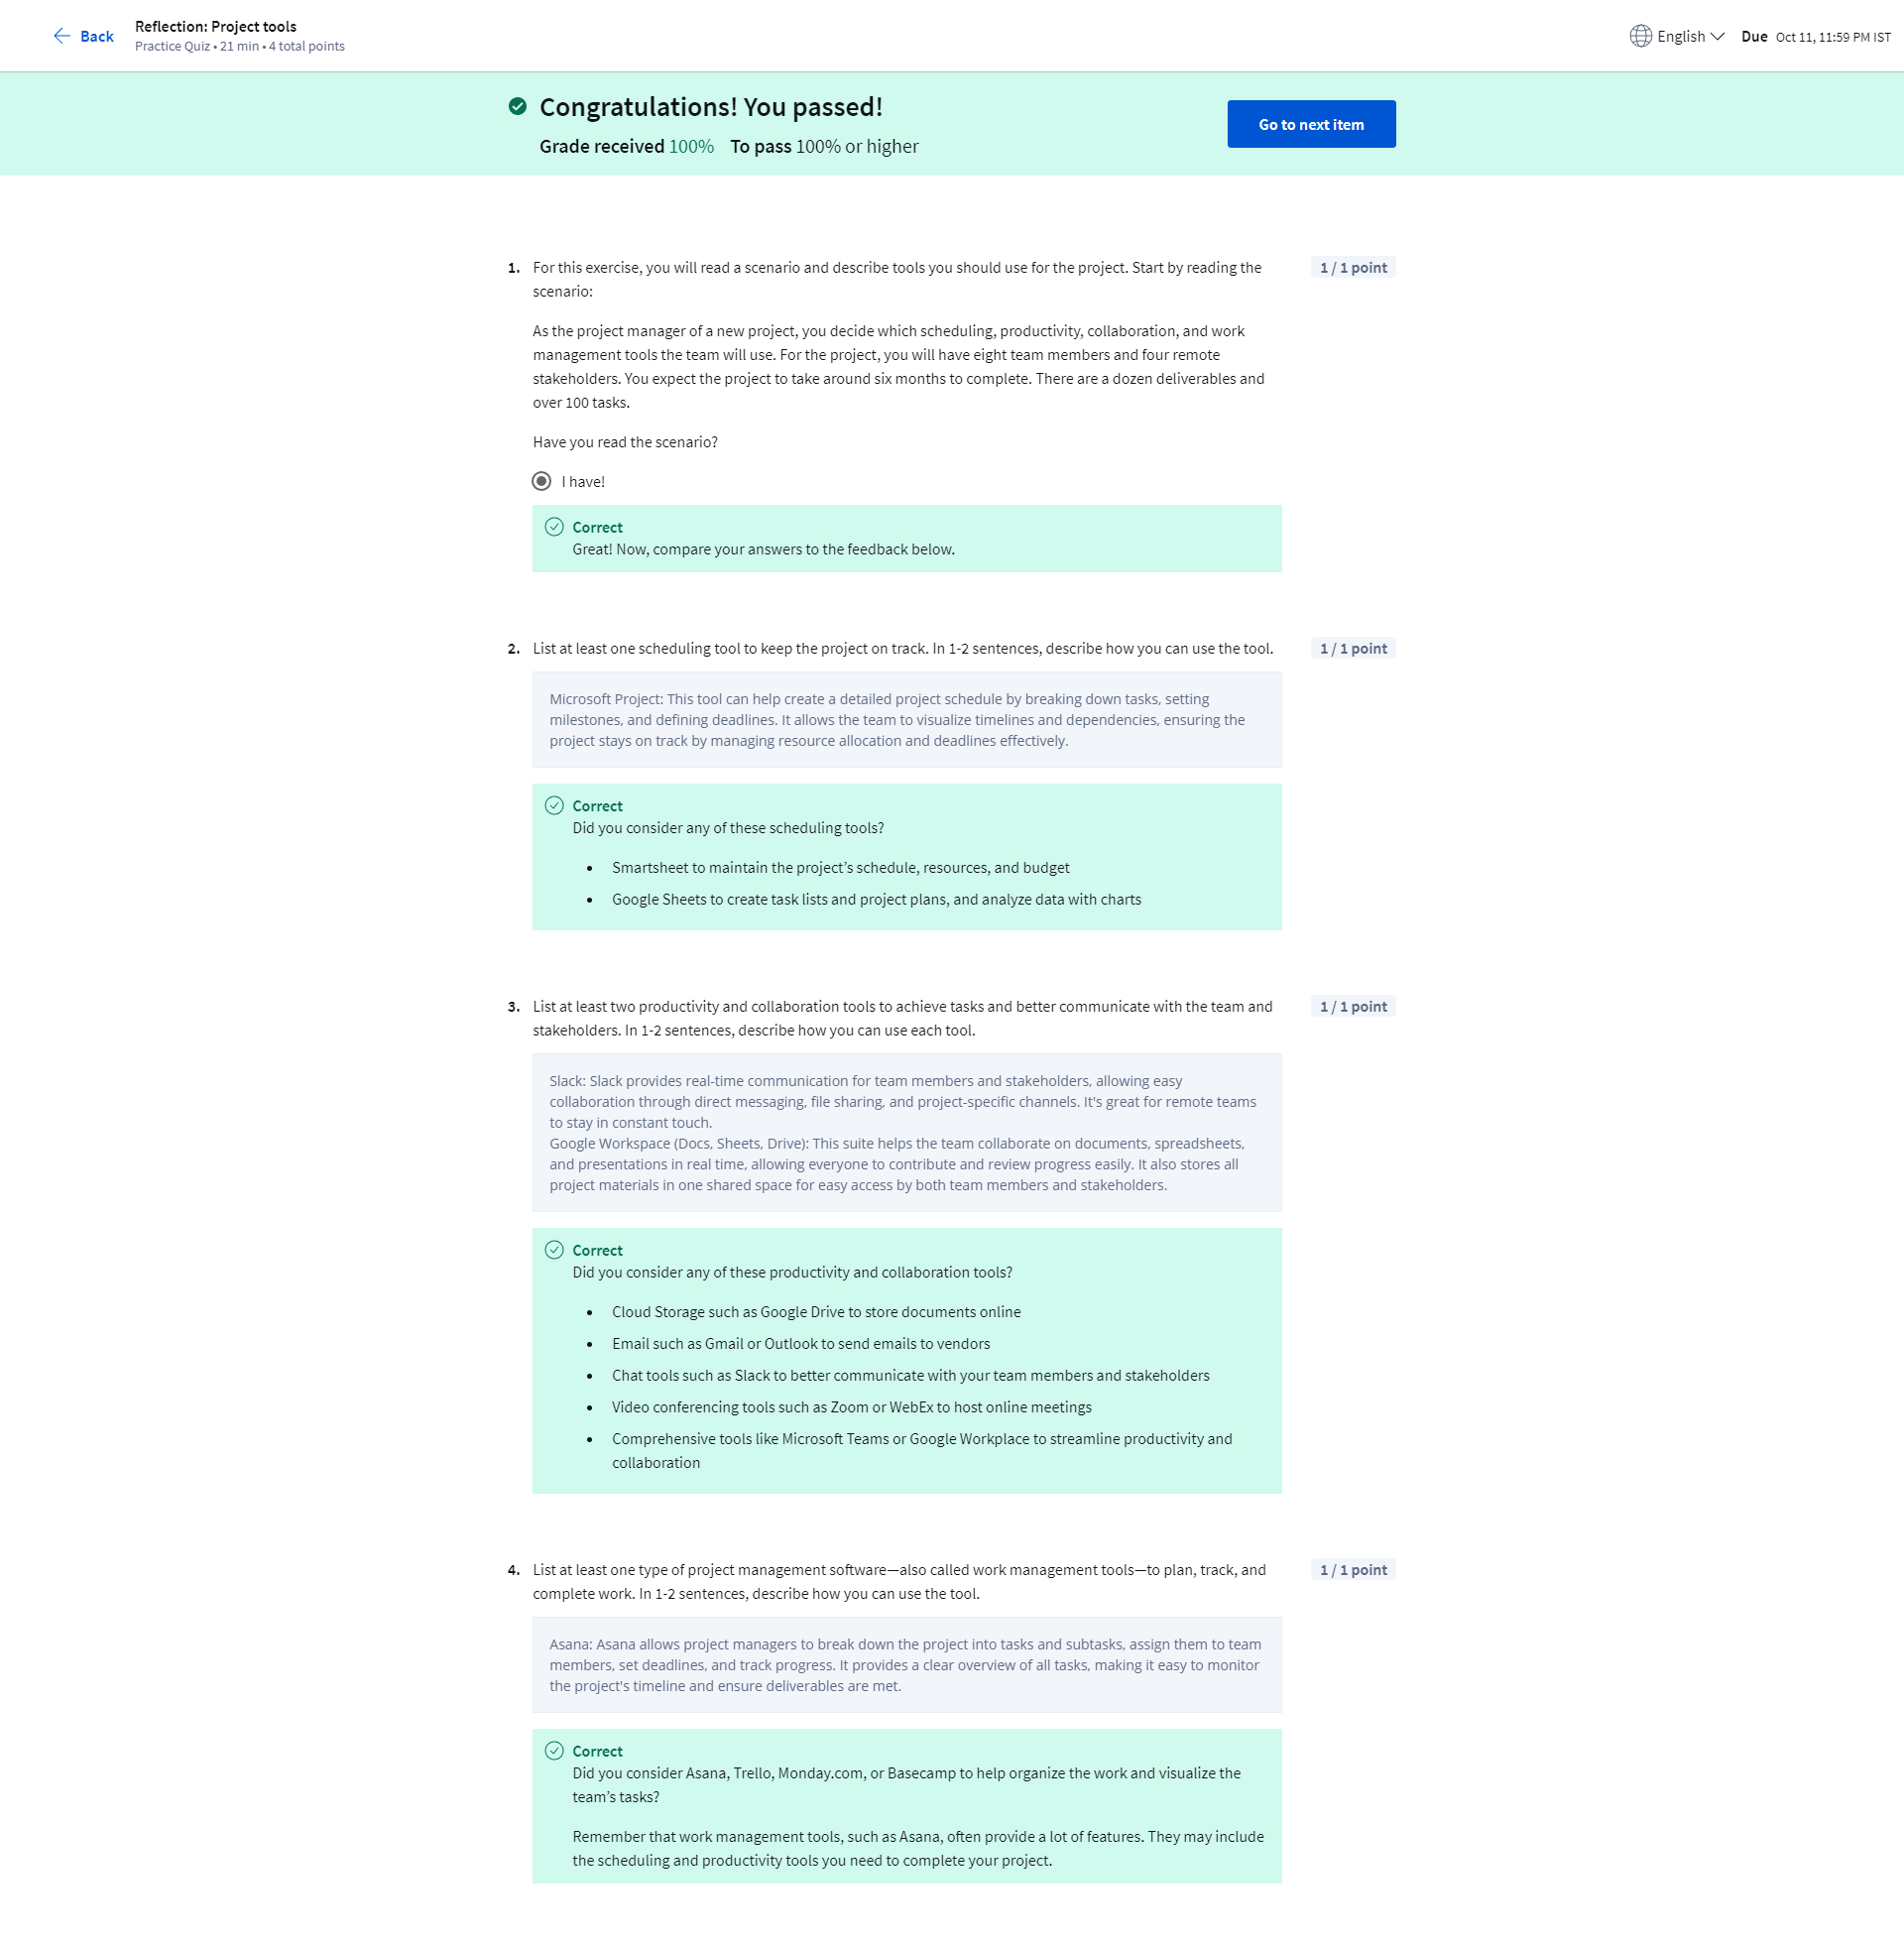 Back
Reflection: Project tools
Practice Quiz • 21 min • 4 total points
English
Due Oct 11, 11:59 PM IST
Congratulations! You passed!
Grade received 100% To pass 100% or higher
Go to next item
1. For this exercise, you will read a scenario and describe tools you should use for the project. Start by reading the
scenario:
1 / 1 point
As the project manager of a new project, you decide which scheduling, productivity, collaboration, and work
management tools the team will use. For the project, you will have eight team members and four remote
stakeholders. You expect the project to take around six months to complete. There are a dozen deliverables and
over 100 tasks.
Have you read the scenario?
I have!
Correct
Great! Now, compare your answers to the feedback below.
2. List at least one scheduling tool to keep the project on track. In 1-2 sentences, describe how you can use the tool.
1 / 1 point
Microsoft Project: This tool can help create a detailed project schedule by breaking down tasks, setting
milestones, and defining deadlines. It allows the team to visualize timelines and dependencies, ensuring the
project stays on track by managing resource allocation and deadlines effectively.
Correct
Did you consider any of these scheduling tools?
• Smartsheet to maintain the project’s schedule, resources, and budget
• Google Sheets to create task lists and project plans, and analyze data with charts
3. List at least two productivity and collaboration tools to achieve tasks and better communicate with the team and
stakeholders. In 1-2 sentences, describe how you can use each tool.
1 / 1 point
Slack: Slack provides real-time communication for team members and stakeholders, allowing easy
collaboration through direct messaging, file sharing, and project-specific channels. It's great for remote teams
to stay in constant touch.
Google Workspace (Docs, Sheets, Drive): This suite helps the team collaborate on documents, spreadsheets,
and presentations in real time, allowing everyone to contribute and review progress easily. It also stores all
project materials in one shared space for easy access by both team members and stakeholders.
Correct
Did you consider any of these productivity and collaboration tools?
• Cloud Storage such as Google Drive to store documents online
• Email such as Gmail or Outlook to send emails to vendors
• Chat tools such as Slack to better communicate with your team members and stakeholders
• Video conferencing tools such as Zoom or WebEx to host online meetings
• Comprehensive tools like Microsoft Teams or Google Workplace to streamline productivity and
collaboration
4. List at least one type of project management software—also called work management tools—to plan, track, and
complete work. In 1-2 sentences, describe how you can use the tool.
1 / 1 point
Asana: Asana allows project managers to break down the project into tasks and subtasks, assign them to team
members, set deadlines, and track progress. It provides a clear overview of all tasks, making it easy to monitor
the project's timeline and ensure deliverables are met.
Correct
Did you consider Asana, Trello, Monday.com, or Basecamp to help organize the work and visualize the
team’s tasks?
Remember that work management tools, such as Asana, often provide a lot of features. They may include
the scheduling and productivity tools you need to complete your project.